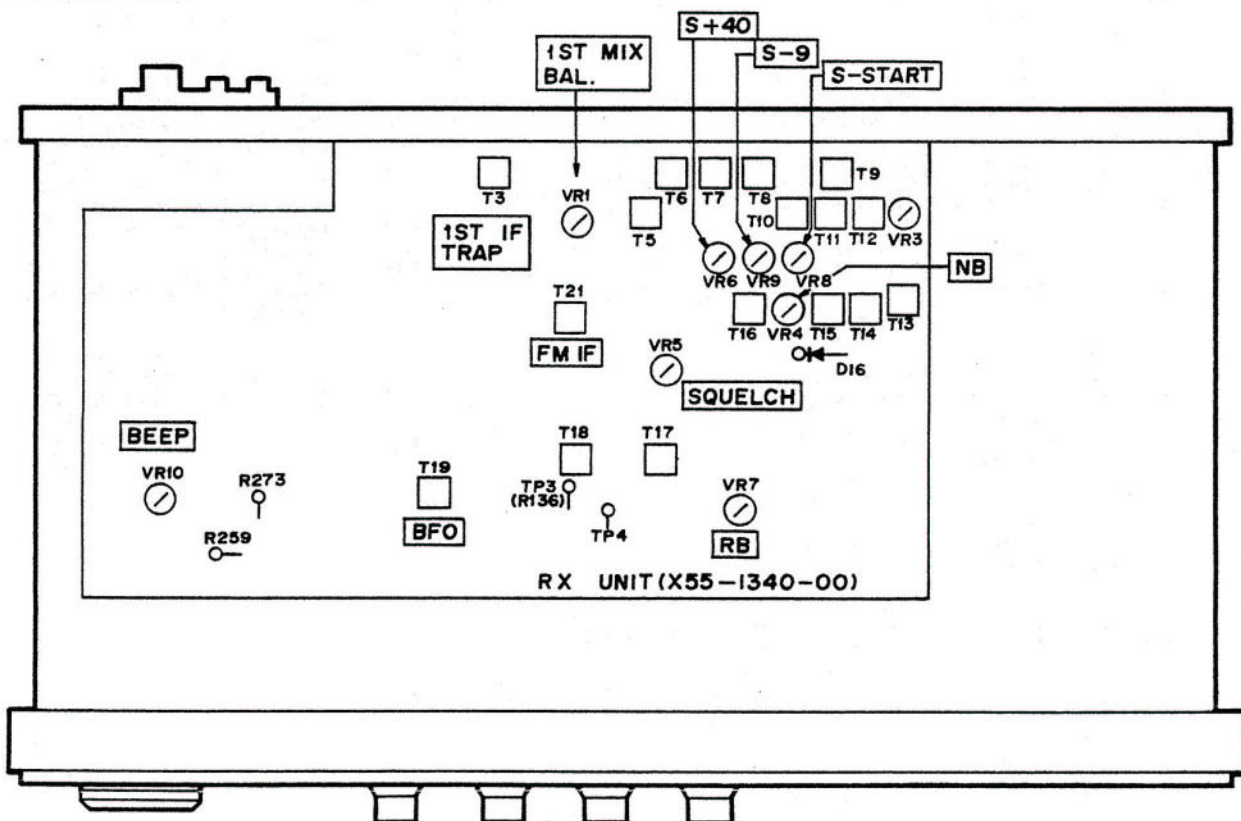 S+40
1ST MIX
BAL.
S-9
S-START
T3
VR1
T6
T7
T8
T9
T5
T10
T11
T12
VR3
1ST IF
TRAP
VR6
VR9
VR8
NB
T21
T16
VR4
T15
T14
T13
FM IF
VR5
D16
SQUELCH
BEEP
T18
T17
VR10
R273
T19
TP3
(R136)
VR7
BFO
TP4
RB
R259
RX UNIT (X55-1340-00)